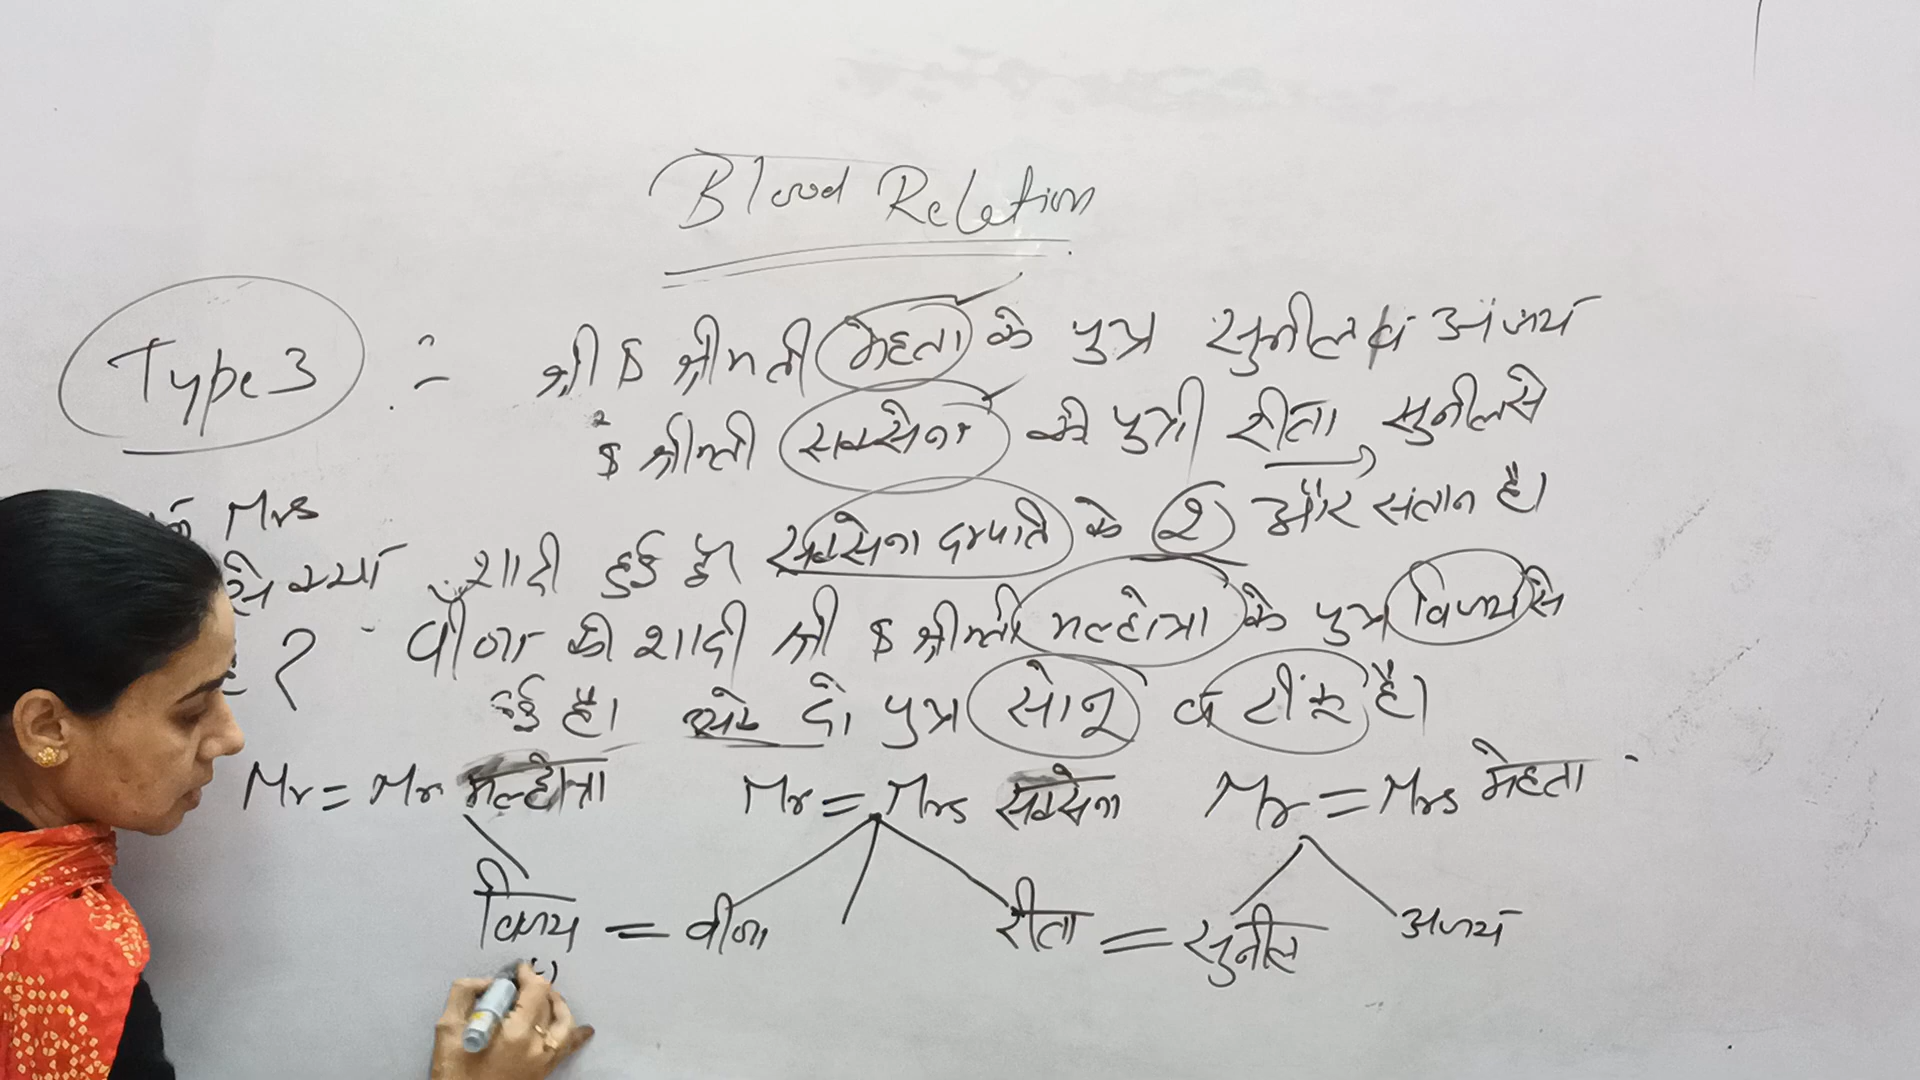 Blood Relation
Type 3 :- श्री & श्रीमती मेहता के पुत्र सुनील व अजय
& श्रीमती सक्सेना की पुत्री रीता सुनील से
शादी हुई है। सक्सेना दम्पति के 2 और संतान है।
वीणा की शादी श्री & श्रीमती मल्होत्रा के पुत्र विजय से
हुई है। दो पुत्र सोनू व टींकू है।
Mrs
से क्या
?
Mr = Mr मल्होत्रा Mr = Mrs सक्सेना Mr = Mrs मेहता
विजय = वीणा रीता = सुनील अजय